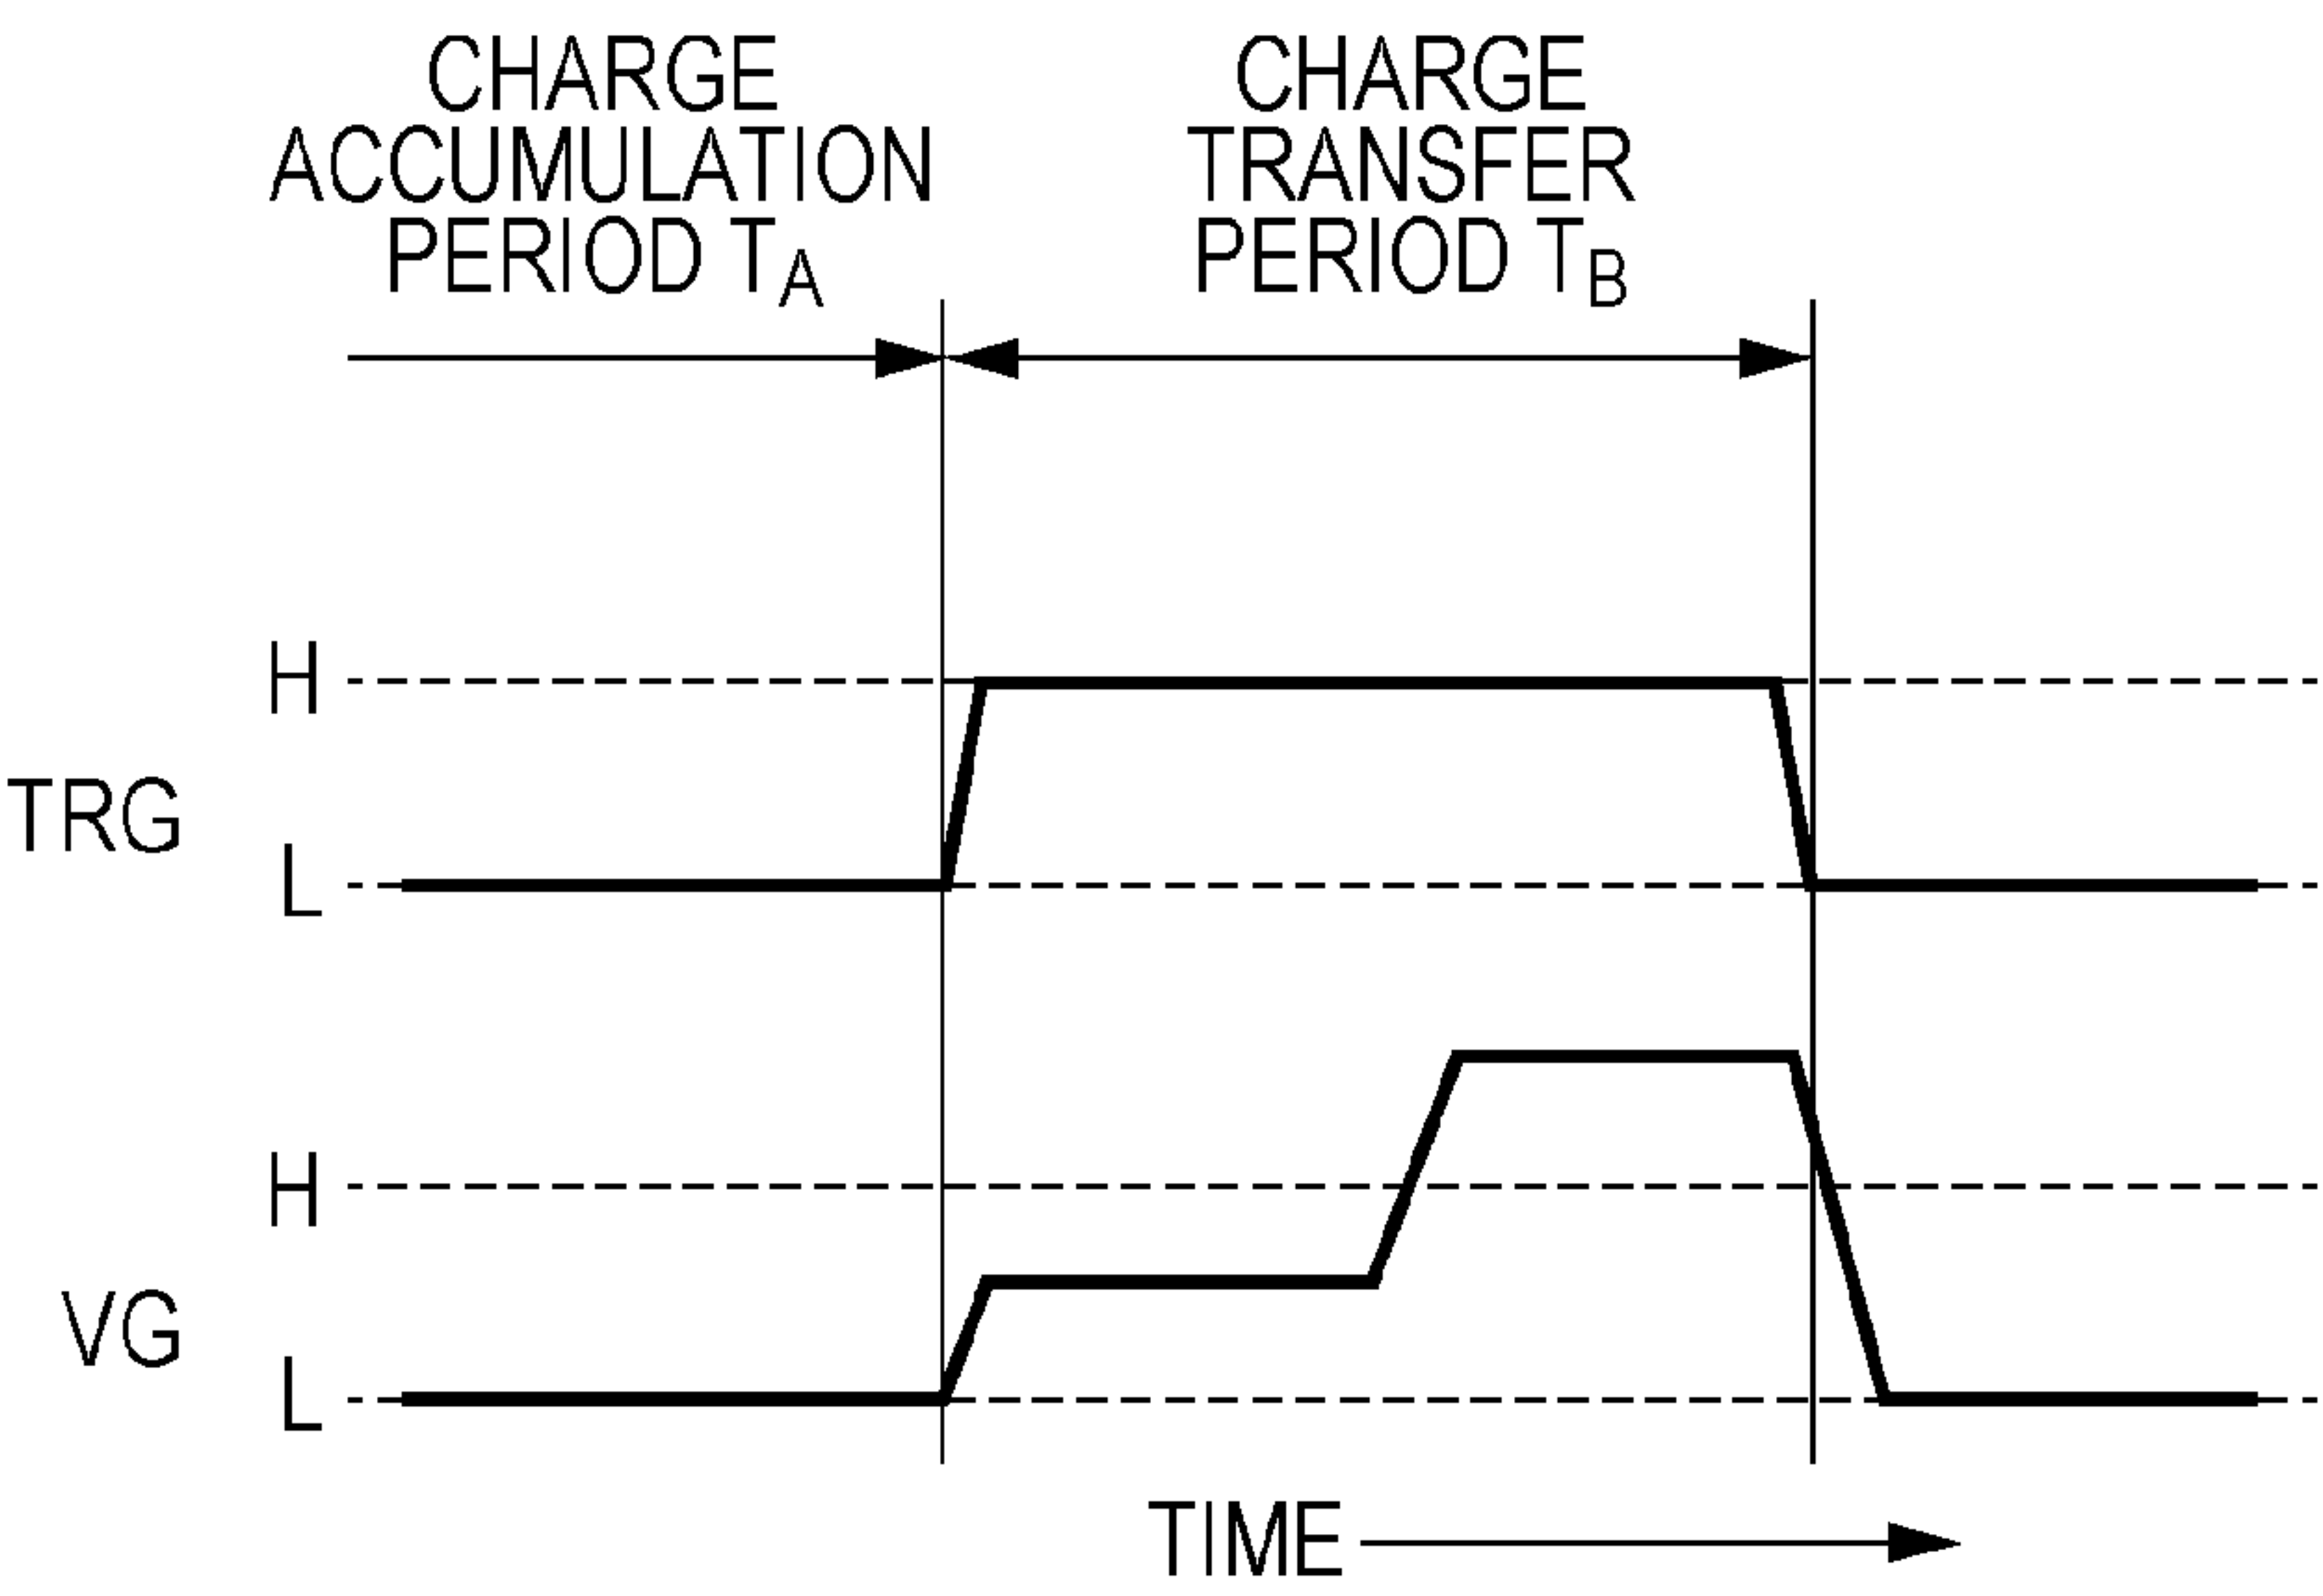 CHARGE
ACCUMULATION
PERIOD TA
CHARGE
TRANSFER
PERIOD TB
H
TRG
L
H
VG
L
TIME